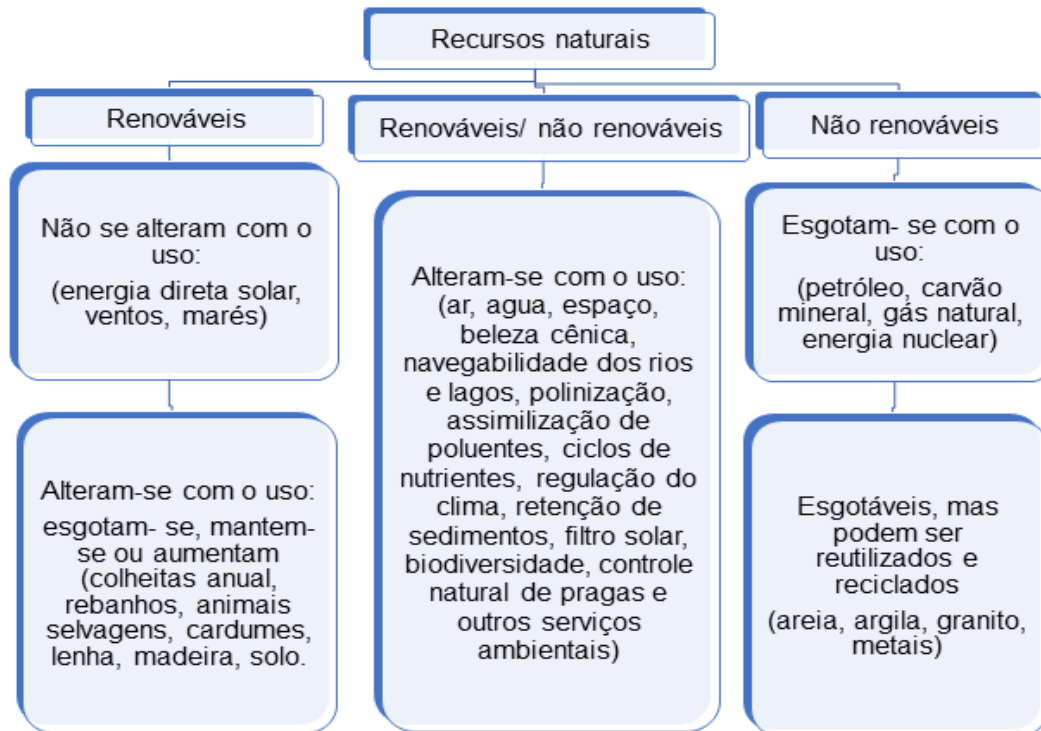 Recursos naturais
Renováveis
Renováveis/ não renováveis
Não renováveis
Não se alteram com o
uso:
(energia direta solar,
ventos, marés)
Alteram-se com o uso:
esgotam- se, mantem-
se ou aumentam
(colheitas anual,
rebanhos, animais
selvagens, cardumes,
lenha, madeira, solo.
Alteram-se com o uso:
(ar, agua, espaço,
beleza cênica,
navegabilidade dos rios
e lagos, polinização,
assimilização de
poluentes, ciclos de
nutrientes, regulação do
clima, retenção de
sedimentos, filtro solar,
biodiversidade, controle
natural de pragas e
outros serviços
ambientais)
Esgotam- se com o
uso:
(petróleo, carvão
mineral, gás natural,
energia nuclear)
Esgotáveis, mas
podem ser
reutilizados e
reciclados
(areia, argila, granito,
metais)